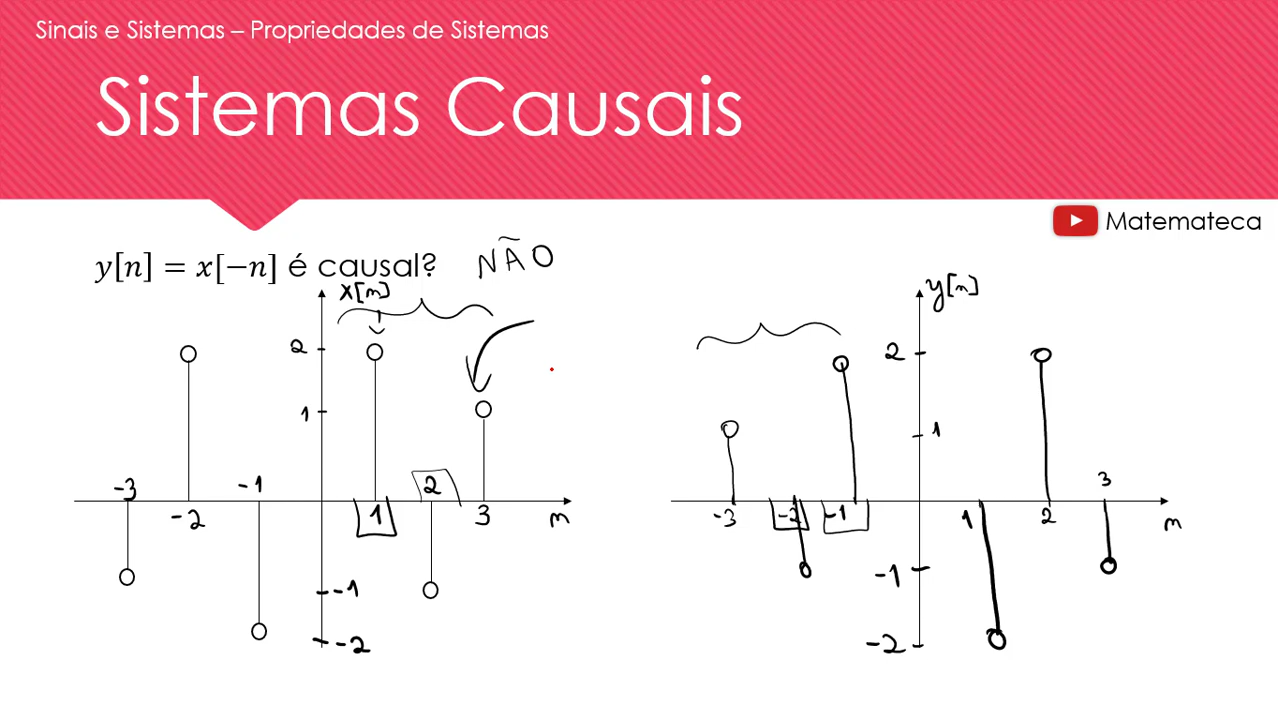 Sinais e Sistemas – Propriedades de Sistemas
Sistemas Causais
Matemateca
y[n] = x[−n] é causal? NÃO
x[n]
2
1
-3
-2
-1
1
2
3
n
-1
-2
y[n]
2
1
-3
-2
-1
1
2
3
n
-1
-2